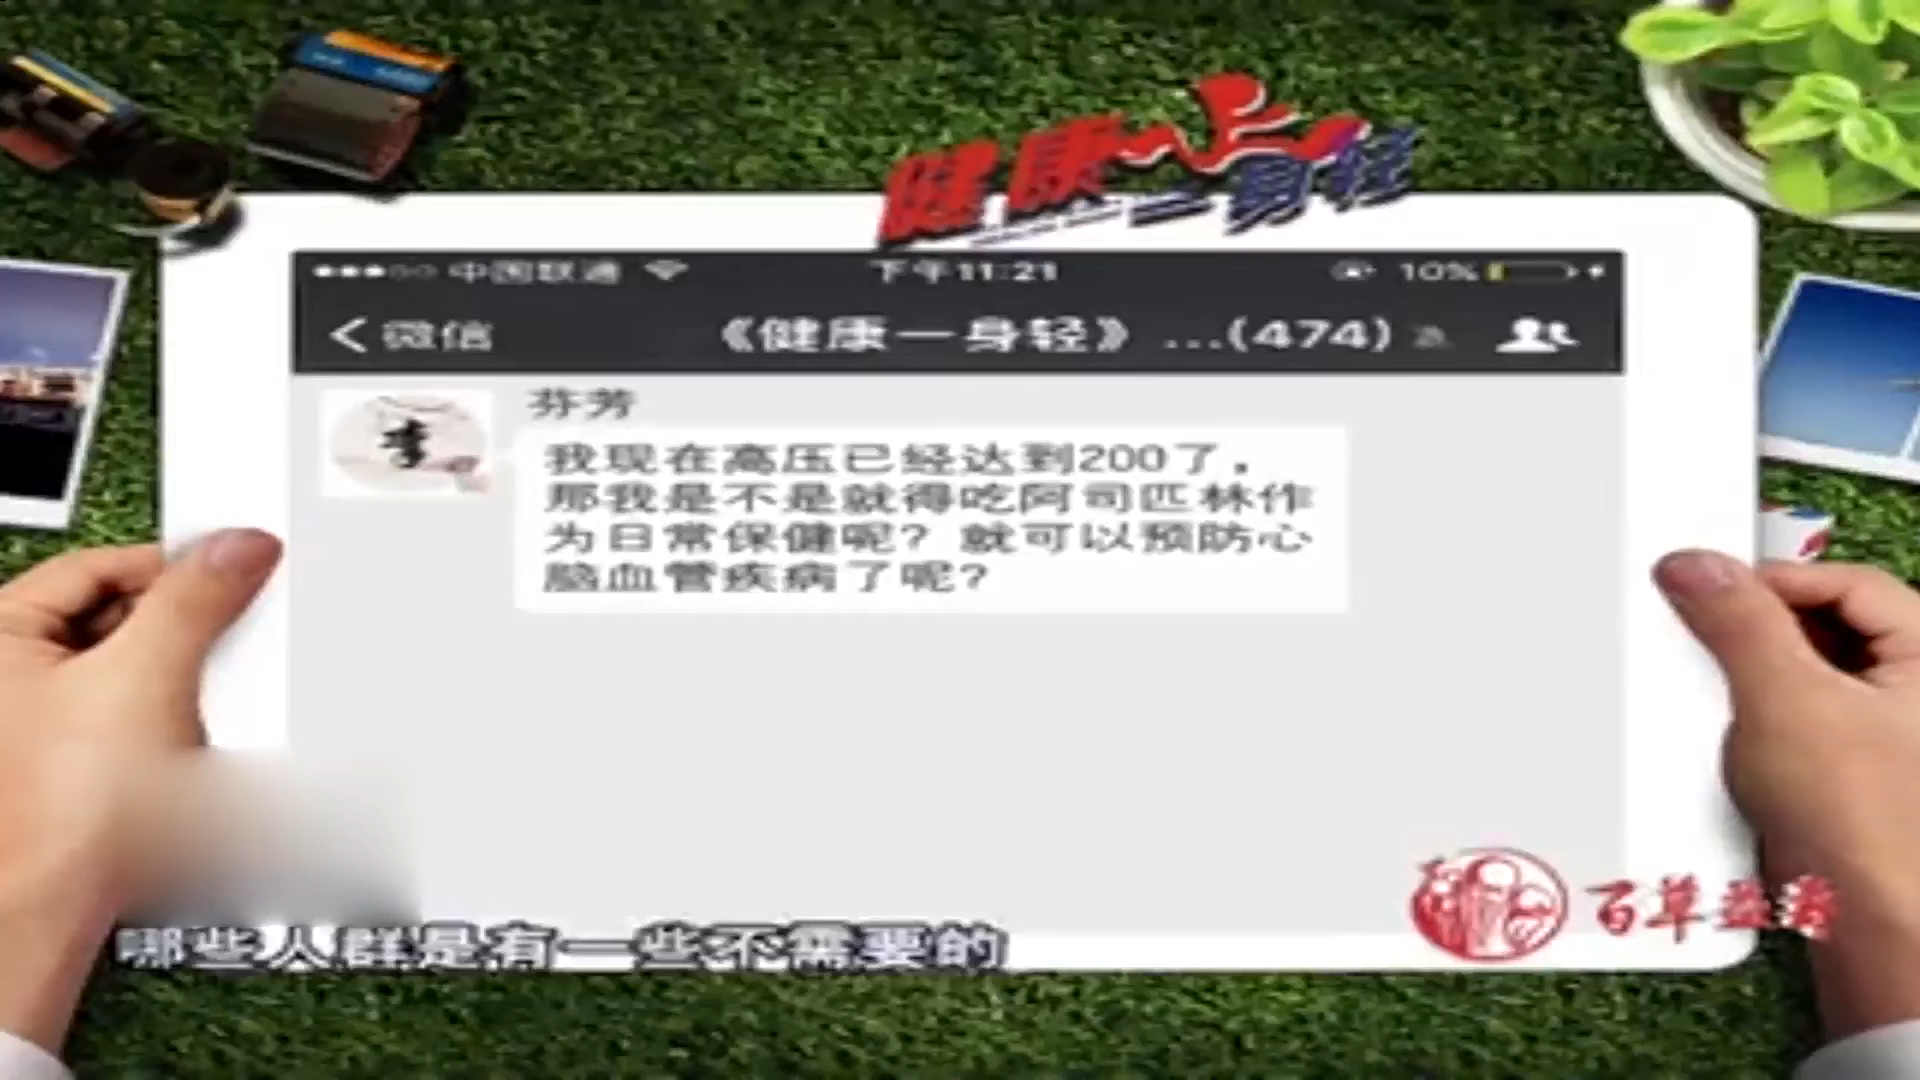 健康一身轻
中国联通
下午11:21
10%
微信
《健康一身轻》 ...(474)
芬芳
李
我现在高压已经达到200了，
那我是不是就得吃阿司匹林作
为日常保健呢？就可以预防心
脑血管疾病了呢？
百草
哪些人群是有一些不需要的